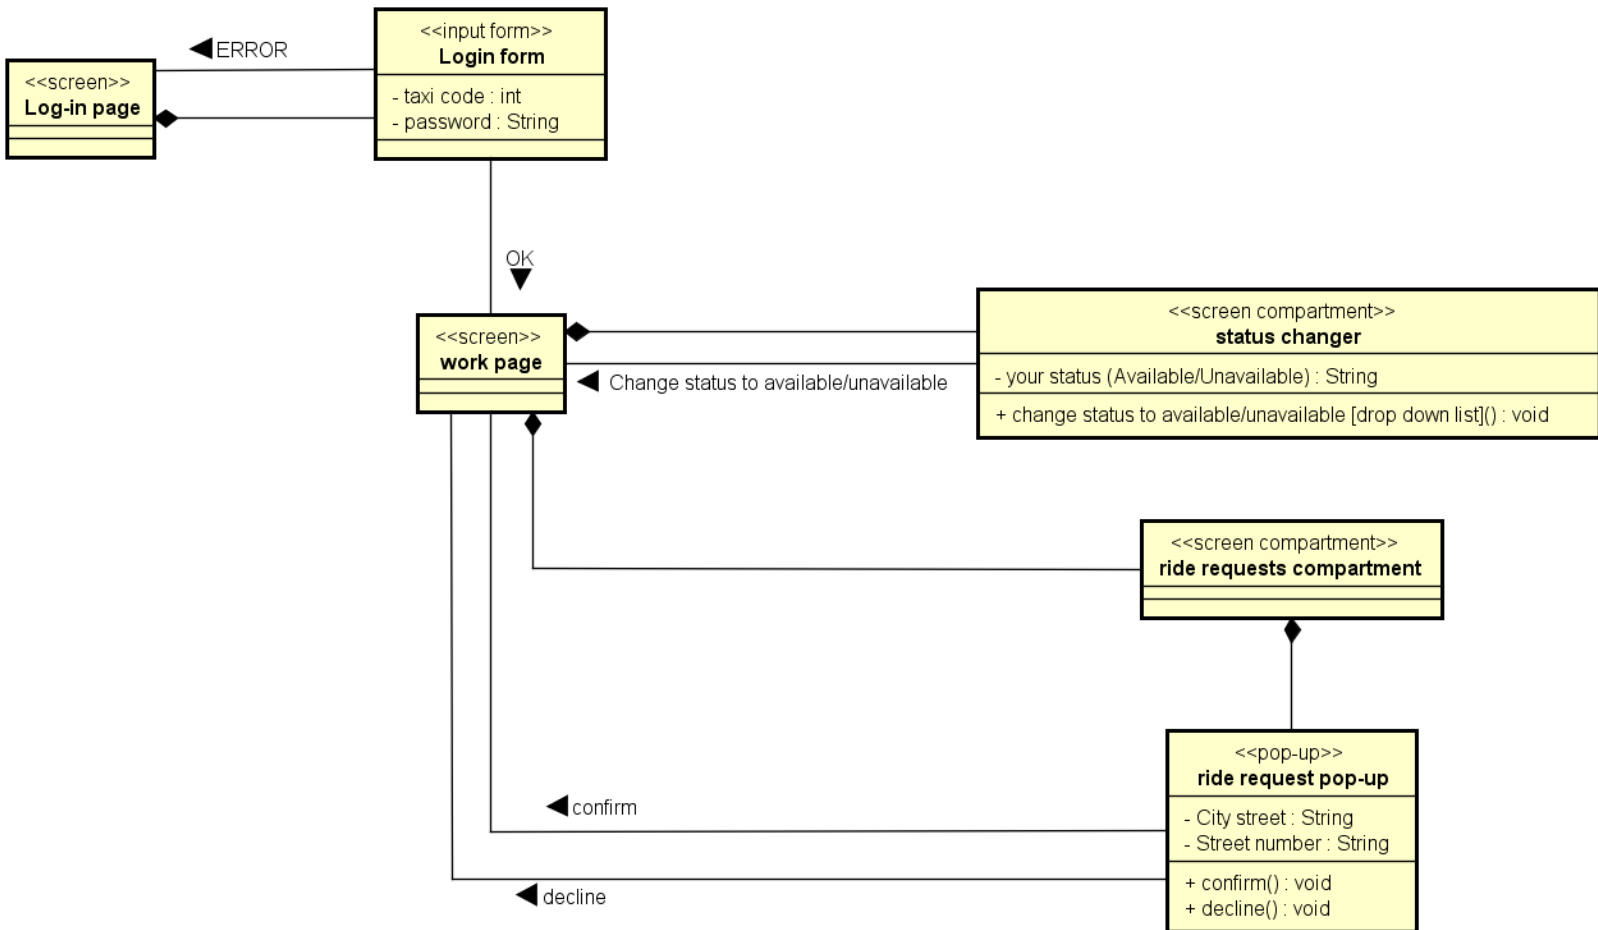 <<input form>>
Login form
- taxi code : int
- password : String
ERROR
<<screen>>
Log-in page
OK
<<screen>>
work page
<<screen compartment>>
status changer
- your status (Available/Unavailable) : String
+ change status to available/unavailable [drop down list]() : void
Change status to available/unavailable
<<screen compartment>>
ride requests compartment
<<pop-up>>
ride request pop-up
- City street : String
- Street number : String
+ confirm() : void
+ decline() : void
confirm
decline